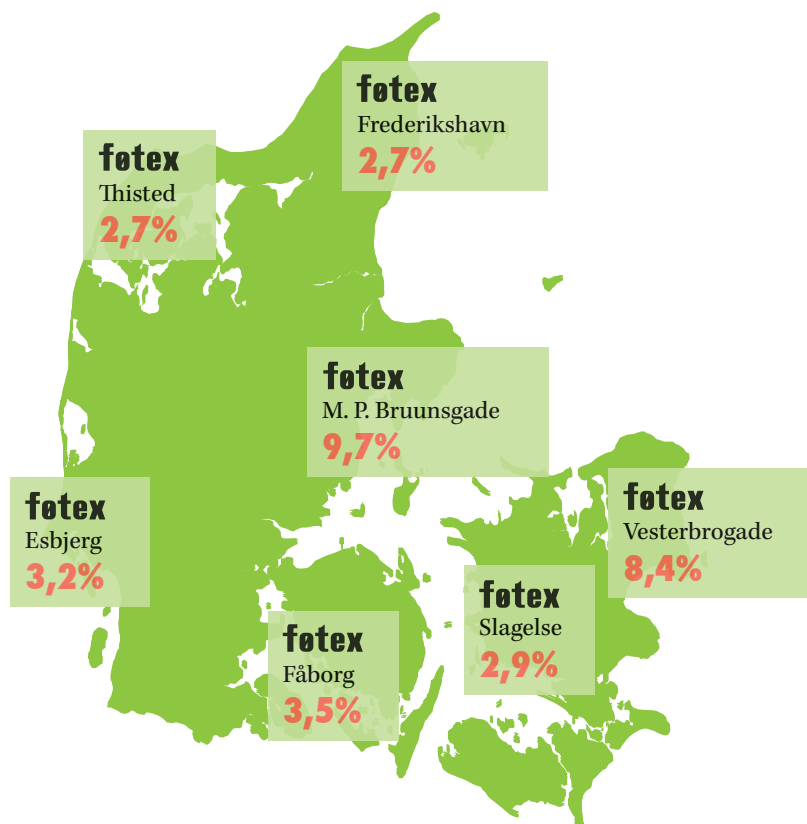 føtex
Frederikshavn
2,7%
føtex
Thisted
2,7%
føtex
M. P. Bruunsgade
9,7%
føtex
Vesterbrogade
8,4%
føtex
Esbjerg
3,2%
føtex
Slagelse
2,9%
føtex
Fåborg
3,5%